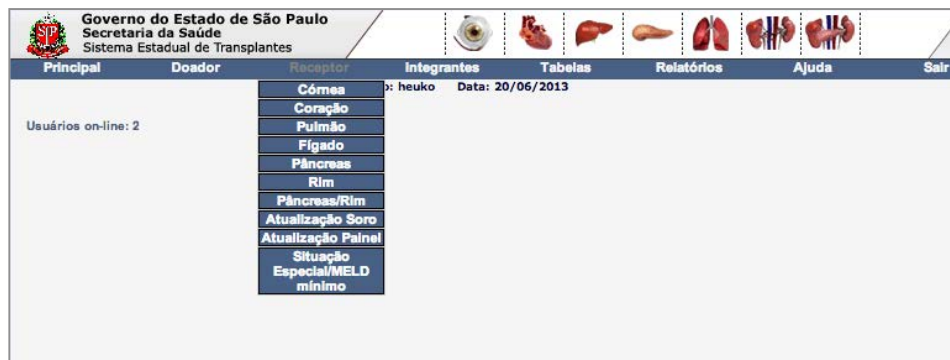 Governo do Estado de São Paulo
Secretaria da Saúde
Sistema Estadual de Transplantes
SP
Principal Doador Receptor Integrantes Tabelas Relatórios Ajuda Sair
Córnea
o: heuko Data: 20/06/2013
Coração
Usuários on-line: 2
Pulmão
Fígado
Pâncreas
Rim
Pâncreas/Rim
Atualização Soro
Atualização Painel
Situação
Especial/MELD
mínimo